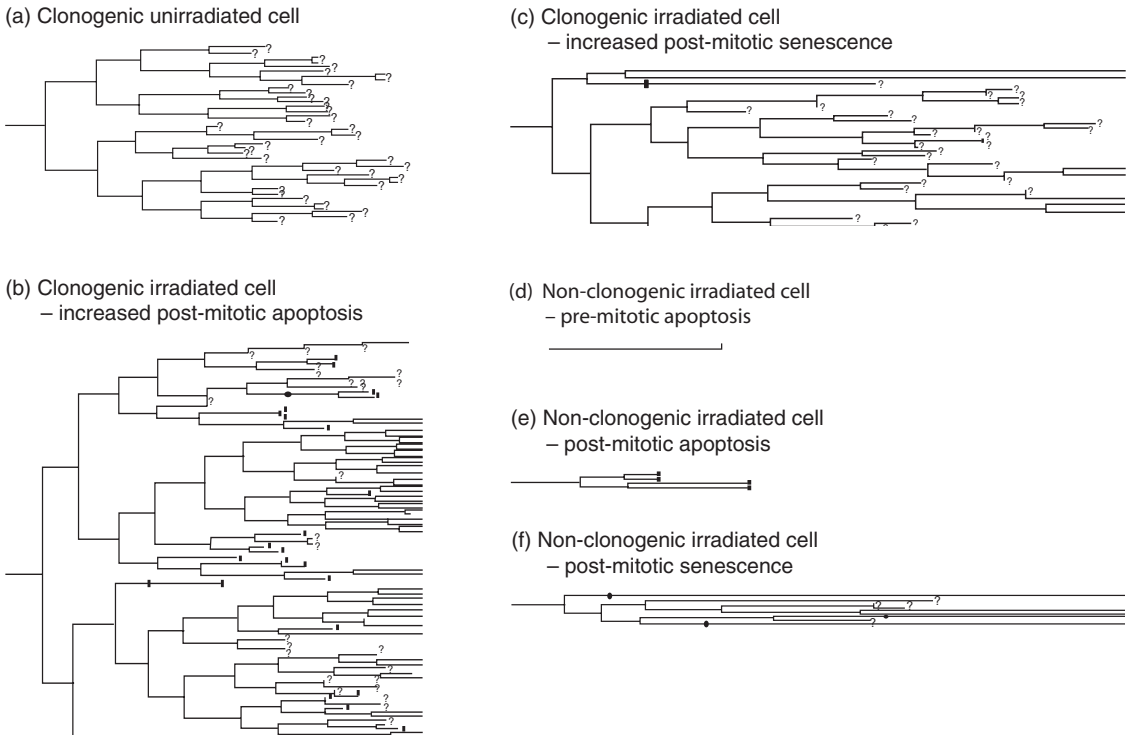 (a) Clonogenic unirradiated cell
(b) Clonogenic irradiated cell
– increased post-mitotic apoptosis
(c) Clonogenic irradiated cell
– increased post-mitotic senescence
(d) Non-clonogenic irradiated cell
– pre-mitotic apoptosis
(e) Non-clonogenic irradiated cell
– post-mitotic apoptosis
(f) Non-clonogenic irradiated cell
– post-mitotic senescence